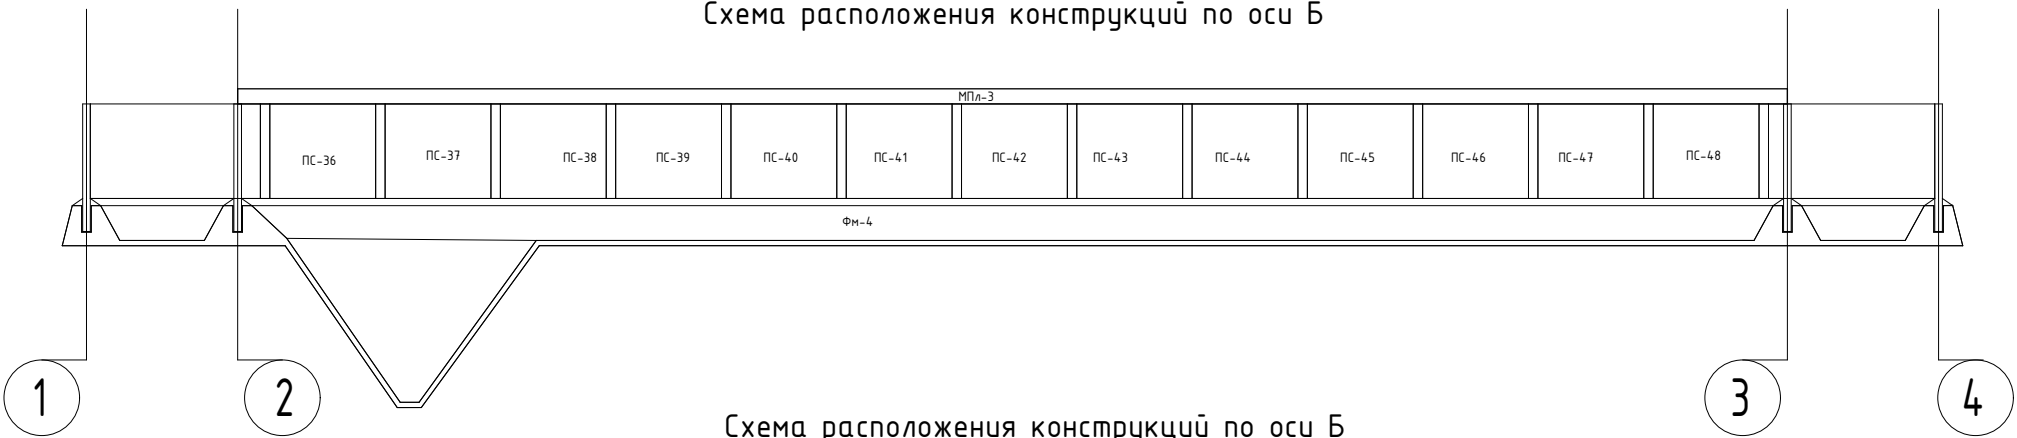 Схема расположения конструкций по оси Б
МПл-3
ПС-36 ПС-37 ПС-38 ПС-39 ПС-40 ПС-41 ПС-42 ПС-43 ПС-44 ПС-45 ПС-46 ПС-47 ПС-48
Фм-4
1 2 3 4
Схема расположения конструкций по оси Б